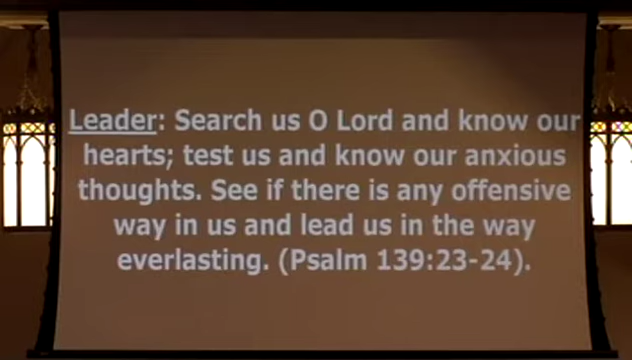 Leader: Search us O Lord and know our
hearts; test us and know our anxious
thoughts. See if there is any offensive
way in us and lead us in the way
everlasting. (Psalm 139:23-24).